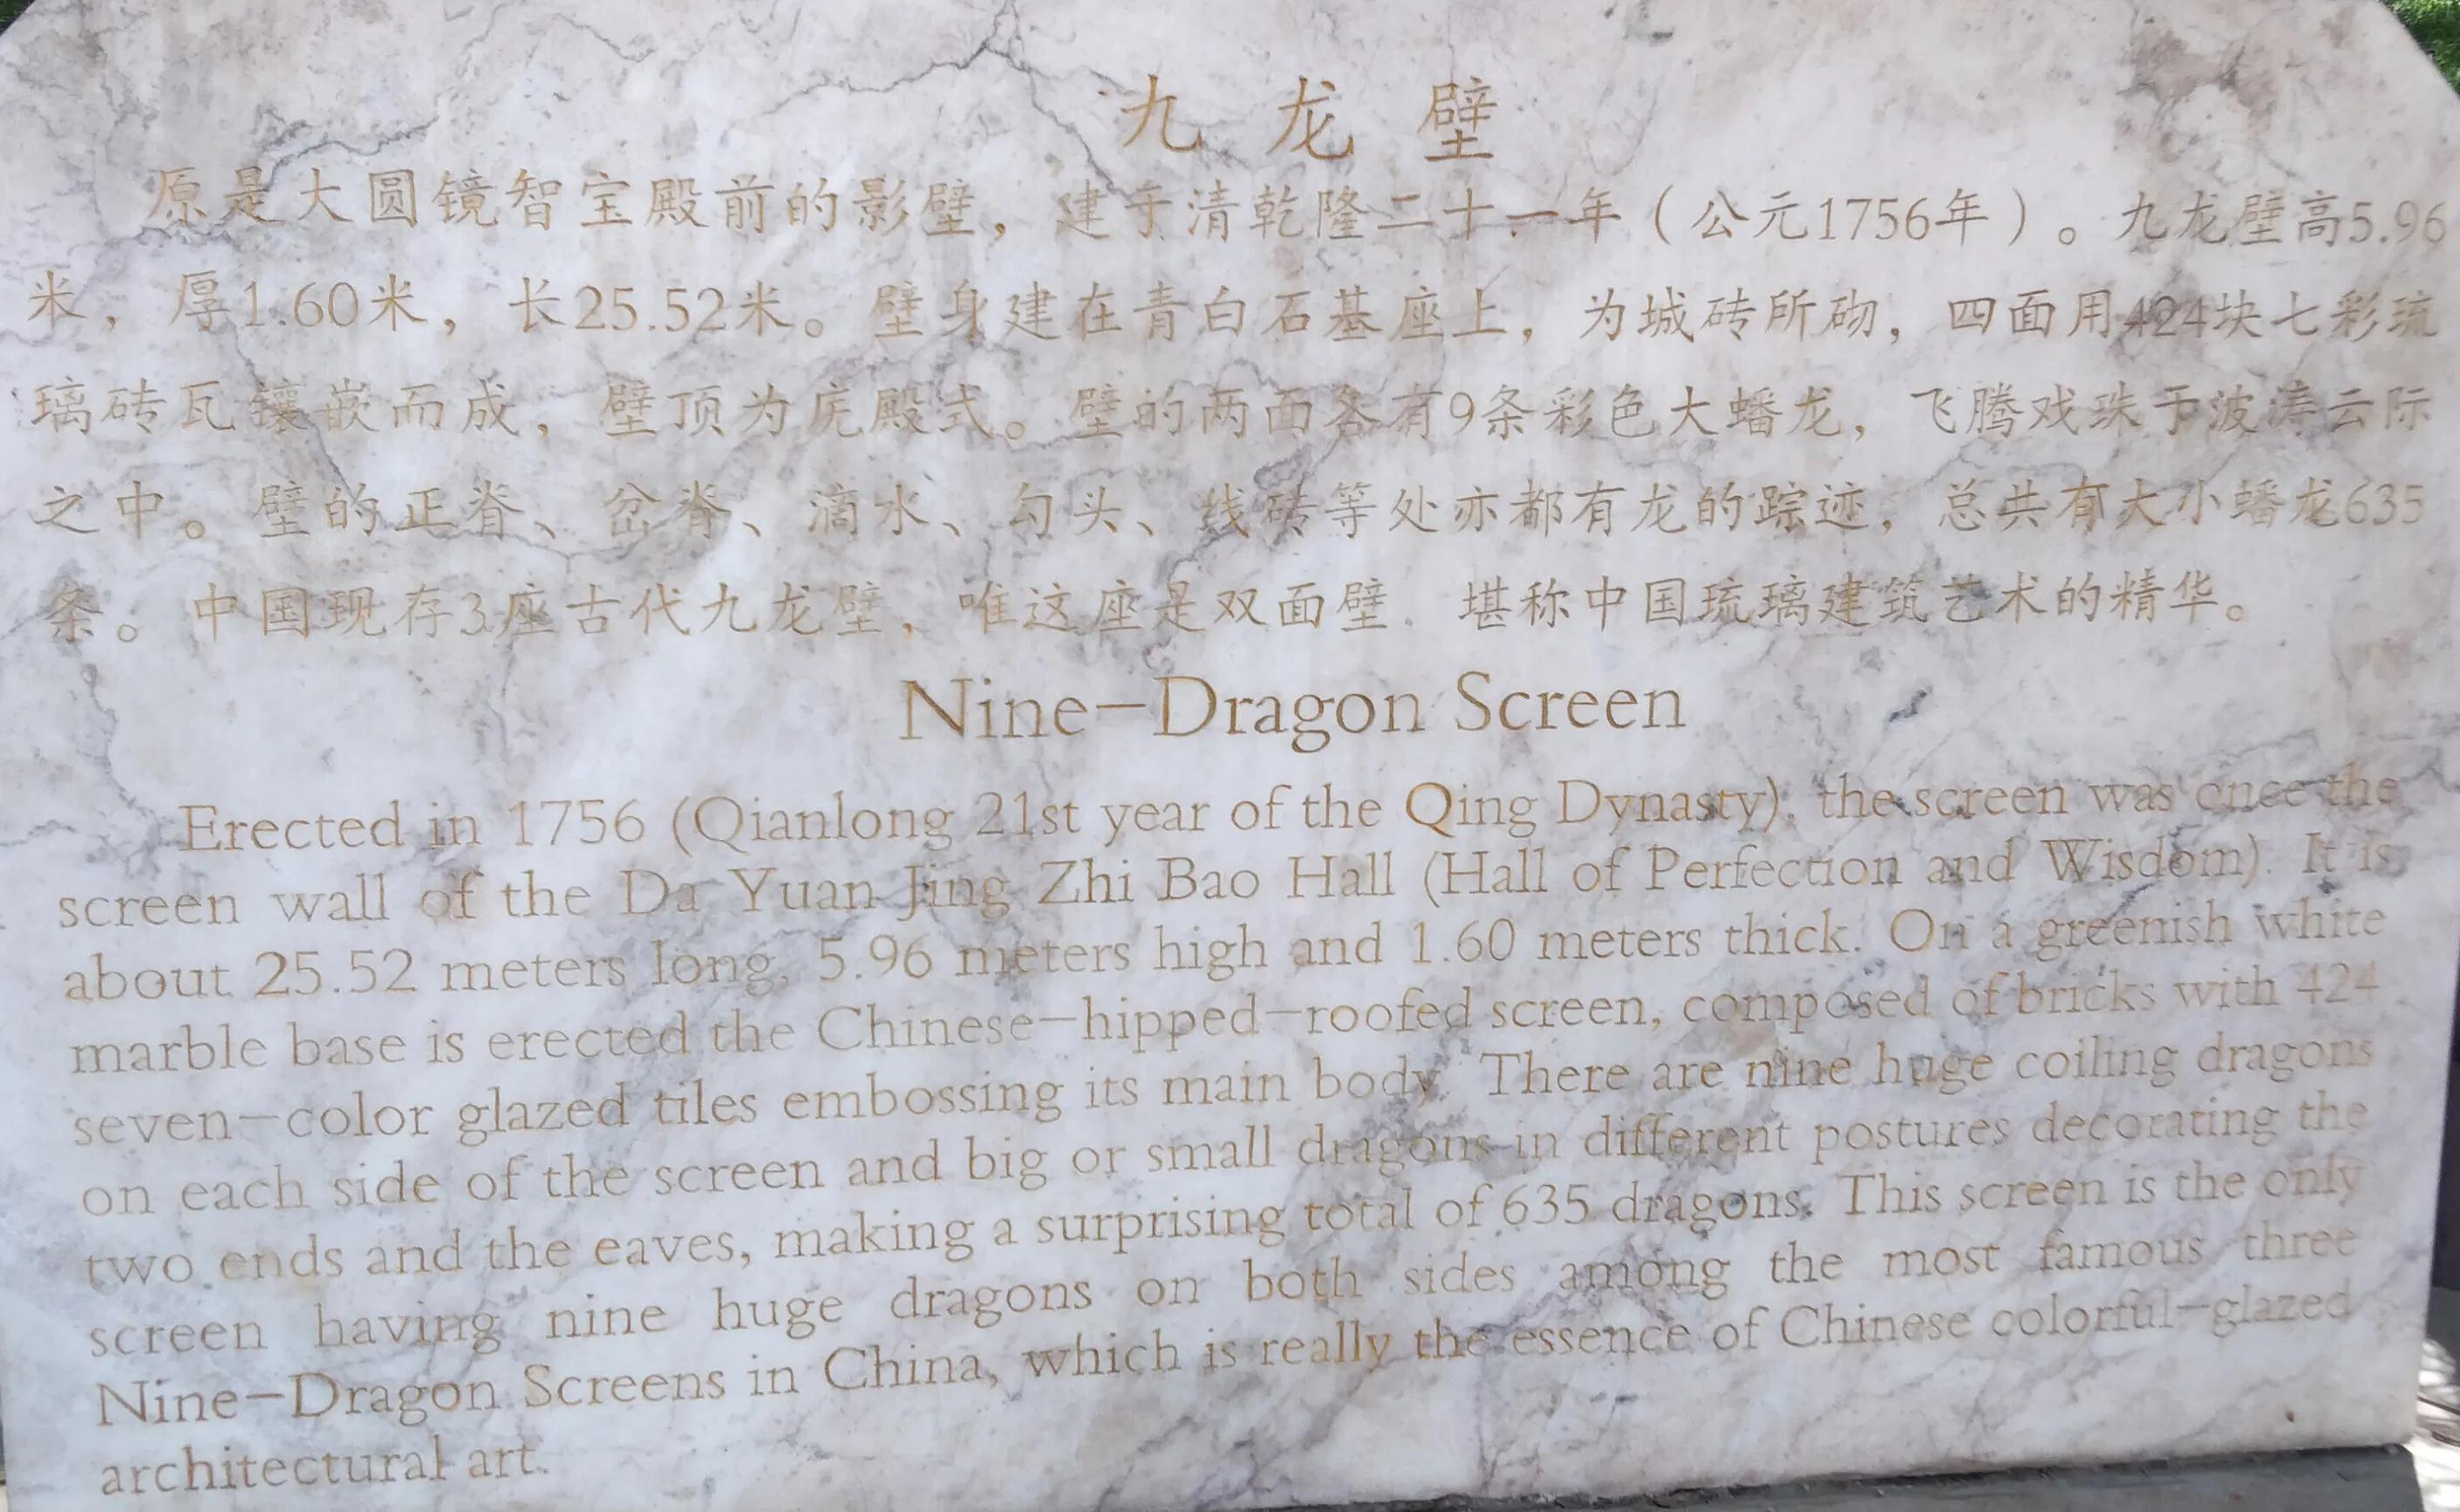 九龙壁
原是大圆镜智宝殿前的影壁，建于清乾隆二十一年（公元1756年）。九龙壁高5.96
米，厚1.60米，长25.52米。壁身建在青白石基座上，为城砖所砌，四面用424块七彩琉
璃砖瓦镶嵌而成，壁顶为庑殿式。壁的两面各有9条彩色大蟠龙，飞腾戏珠于波涛云际
之中。壁的正脊、岔脊、滴水、勾头、线砖等处亦都有龙的踪迹，总共有大小蟠龙635
条。中国现存3座古代九龙壁，唯这座是双面壁．堪称中国琉璃建筑艺术的精华。
Nine-Dragon Screen
Erected in 1756 (Qianlong 21st year of the Qing Dynasty), the screen was once the
screen wall of the Da Yuan Jing Zhi Bao Hall (Hall of Perfection and Wisdom). It is
about 25.52 meters long, 5.96 meters high and 1.60 meters thick. On a greenish white
marble base is erected the Chinese-hipped-roofed screen, composed of bricks with 424
seven-color glazed tiles embossing its main body. There are nine huge coiling dragons
on each side of the screen and big or small dragons in different postures decorating the
two ends and the eaves, making a surprising total of 635 dragons. This screen is the only
screen having nine huge dragons on both sides among the most famous three
Nine-Dragon Screens in China, which is really the essence of Chinese colorful-glazed
architectural art.